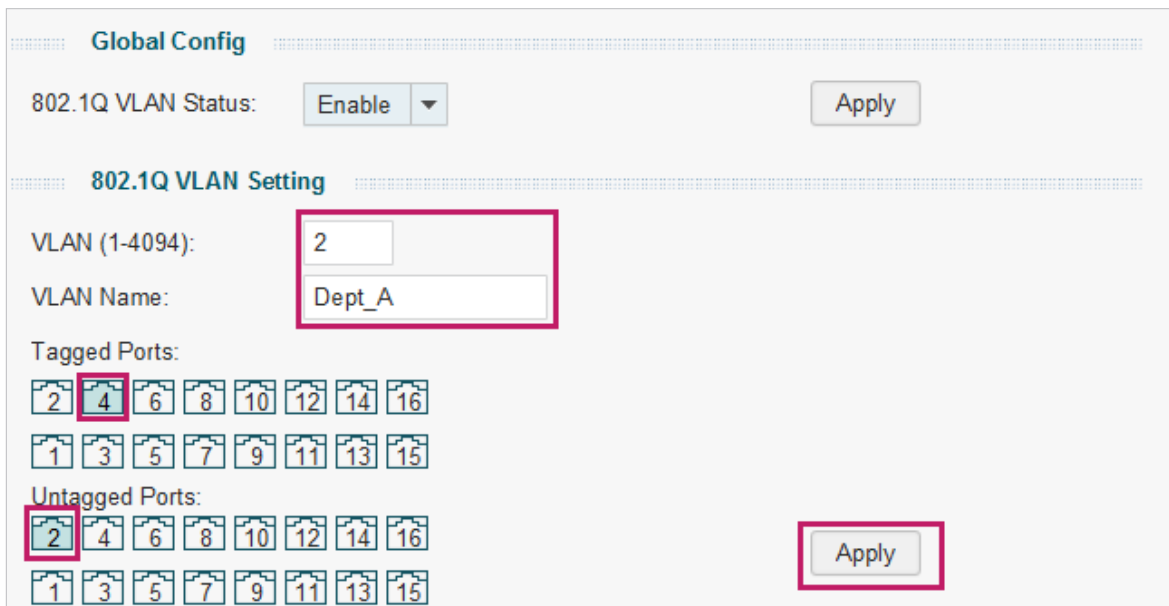 Global Config
802.1Q VLAN Status: Enable Apply
802.1Q VLAN Setting
VLAN (1-4094): 2
VLAN Name: Dept_A
Tagged Ports:
2 4 6 8 10 12 14 16
1 3 5 7 9 11 13 15
Untagged Ports:
2 4 6 8 10 12 14 16
Apply
1 3 5 7 9 11 13 15